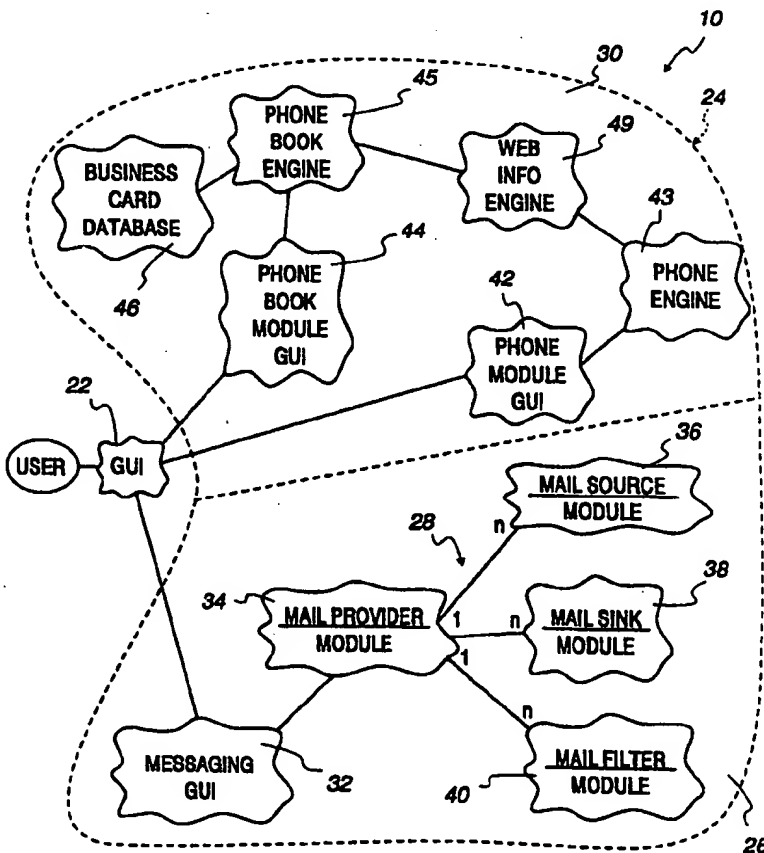 10
30
24
45
PHONE
BOOK
ENGINE
49
WEB
INFO
ENGINE
BUSINESS
CARD
DATABASE
46
44
PHONE
BOOK
MODULE
GUI
43
PHONE
ENGINE
42
PHONE
MODULE
GUI
22
USER
GUI
36
MAIL SOURCE
MODULE
28
n
34
MAIL PROVIDER
MODULE
1
n
38
MAIL SINK
MODULE
1
n
MESSAGING
GUI
32
MAIL FILTER
MODULE
40
26